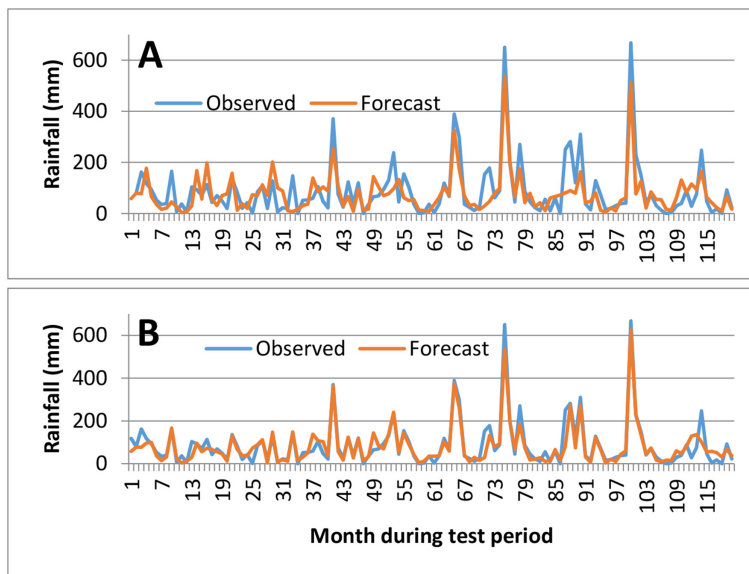 A
Rainfall (mm)
600
400
200
0
Observed
Forecast
1 7 13 19 25 31 37 43 49 55 61 67 73 79 85 91 97 103 109 115
B
Rainfall (mm)
600
400
200
0
Observed
Forecast
1 7 13 19 25 31 37 43 49 55 61 67 73 79 85 91 97 103 109 115
Month during test period